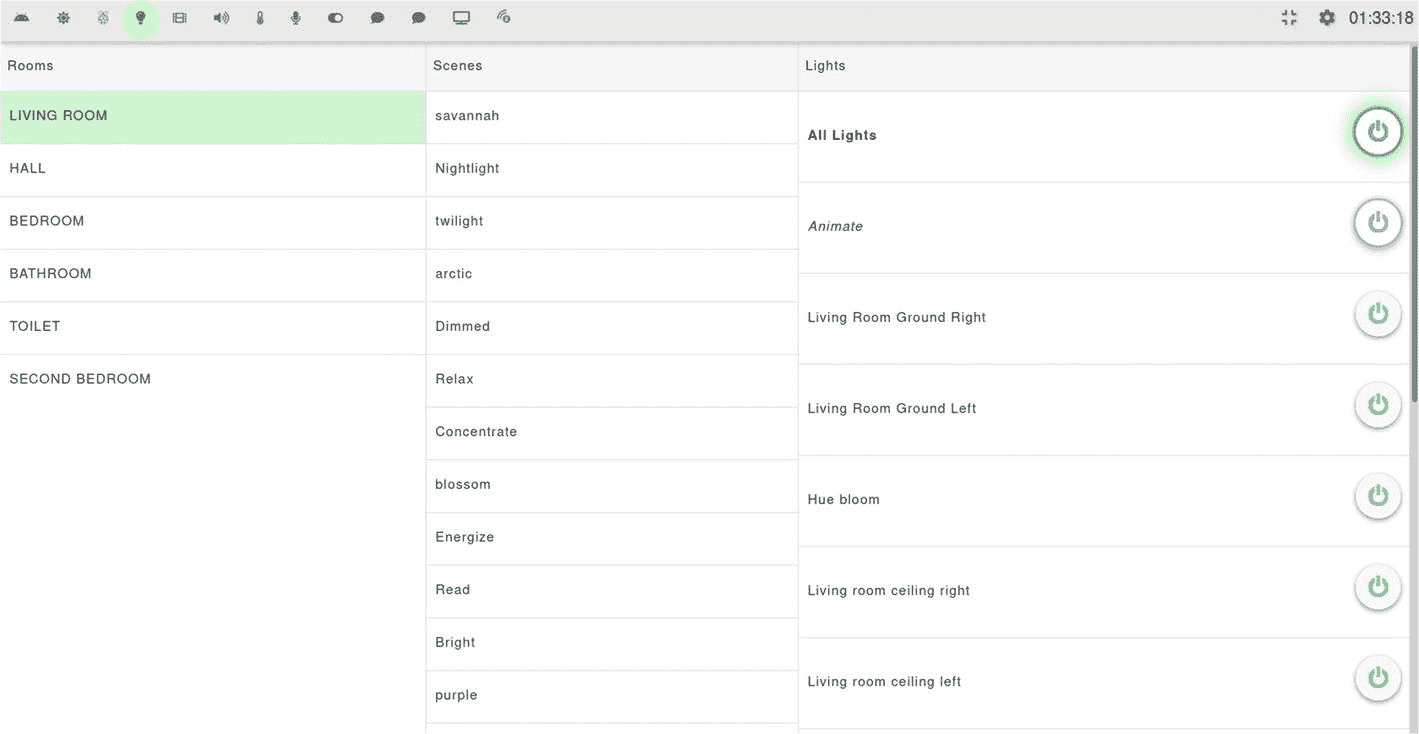 01:33:18
Rooms
LIVING ROOM
HALL
BEDROOM
BATHROOM
TOILET
SECOND BEDROOM
Scenes
savannah
Nightlight
twilight
arctic
Dimmed
Relax
Concentrate
blossom
Energize
Read
Bright
purple
Lights
All Lights
Animate
Living Room Ground Right
Living Room Ground Left
Hue bloom
Living room ceiling right
Living room ceiling left